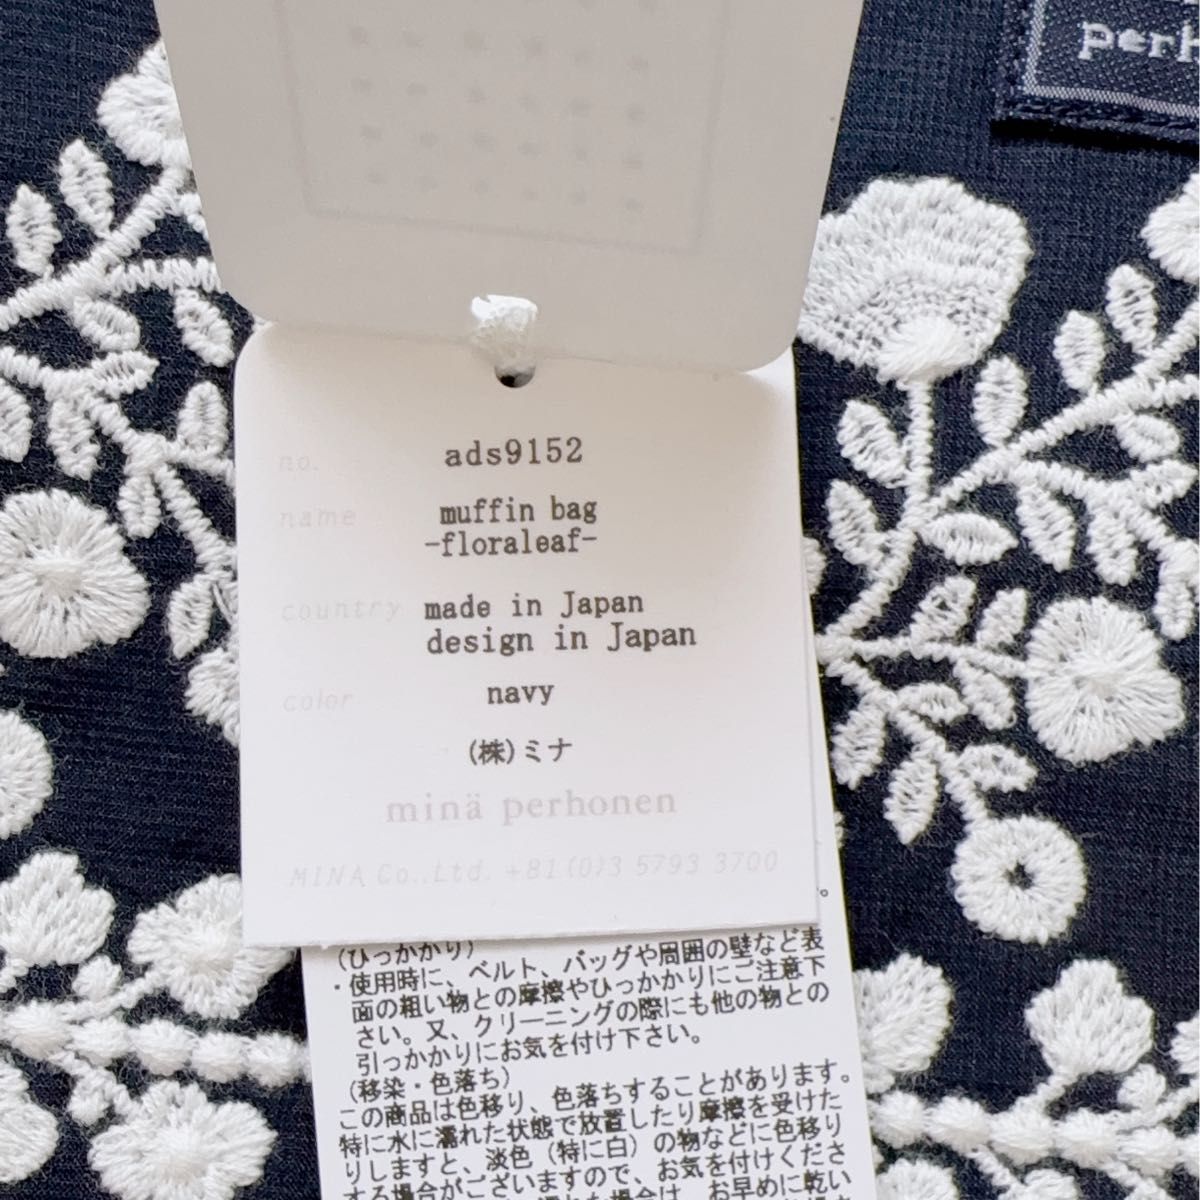 perh
no. ads9152
name muffin bag
-floraleaf-
country made in Japan
design in Japan
color navy
(株)ミナ
minä perhonen
MINA Co.,Ltd. +81(0)3 5793 3700
(ひっかかり)
・使用時に、ベルト、バッグや周囲の壁など表
面の粗い物との摩擦やひっかかりにご注意下
さい。又、クリーニングの際にも他の物との
引っかかりにお気を付け下さい。
(移染・色落ち)
この商品は色移り、色落ちすることがあります。
特に水に濡れた状態で放置したり摩擦を受けた
りしますと、淡色(特に白)の物などに色移り
する場合がございますので、お気を付けくださ
お早めに乾い